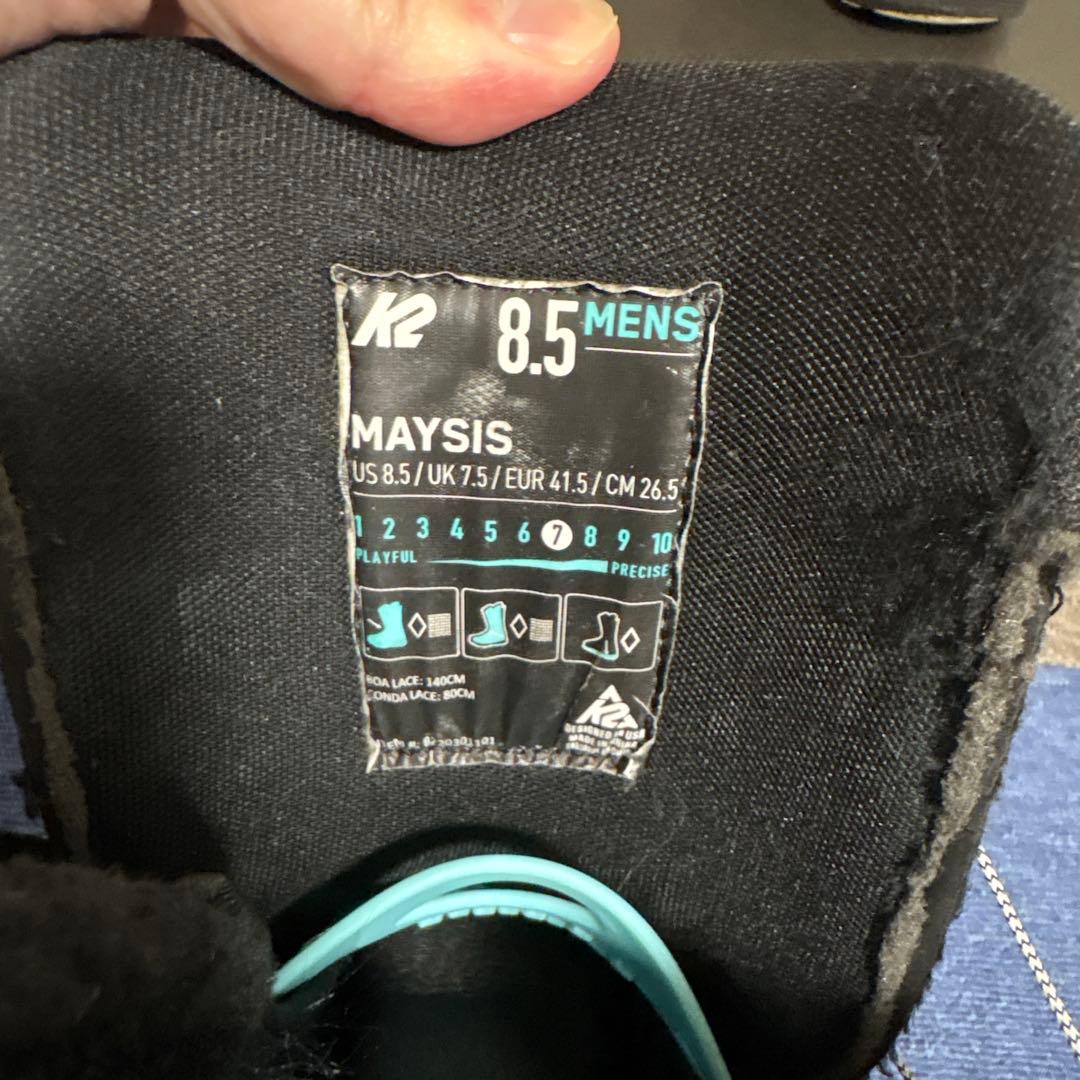 K2 8.5 MENS
MAYSIS
US 8.5 / UK 7.5 / EUR 41.5 / CM 26.5
1 2 3 4 5 6 7 8 9 10
PLAYFUL PRECISE
BOA LACE: 140CM
CONDA LACE: 80CM
K2
DESIGNED IN USA
MADE IN